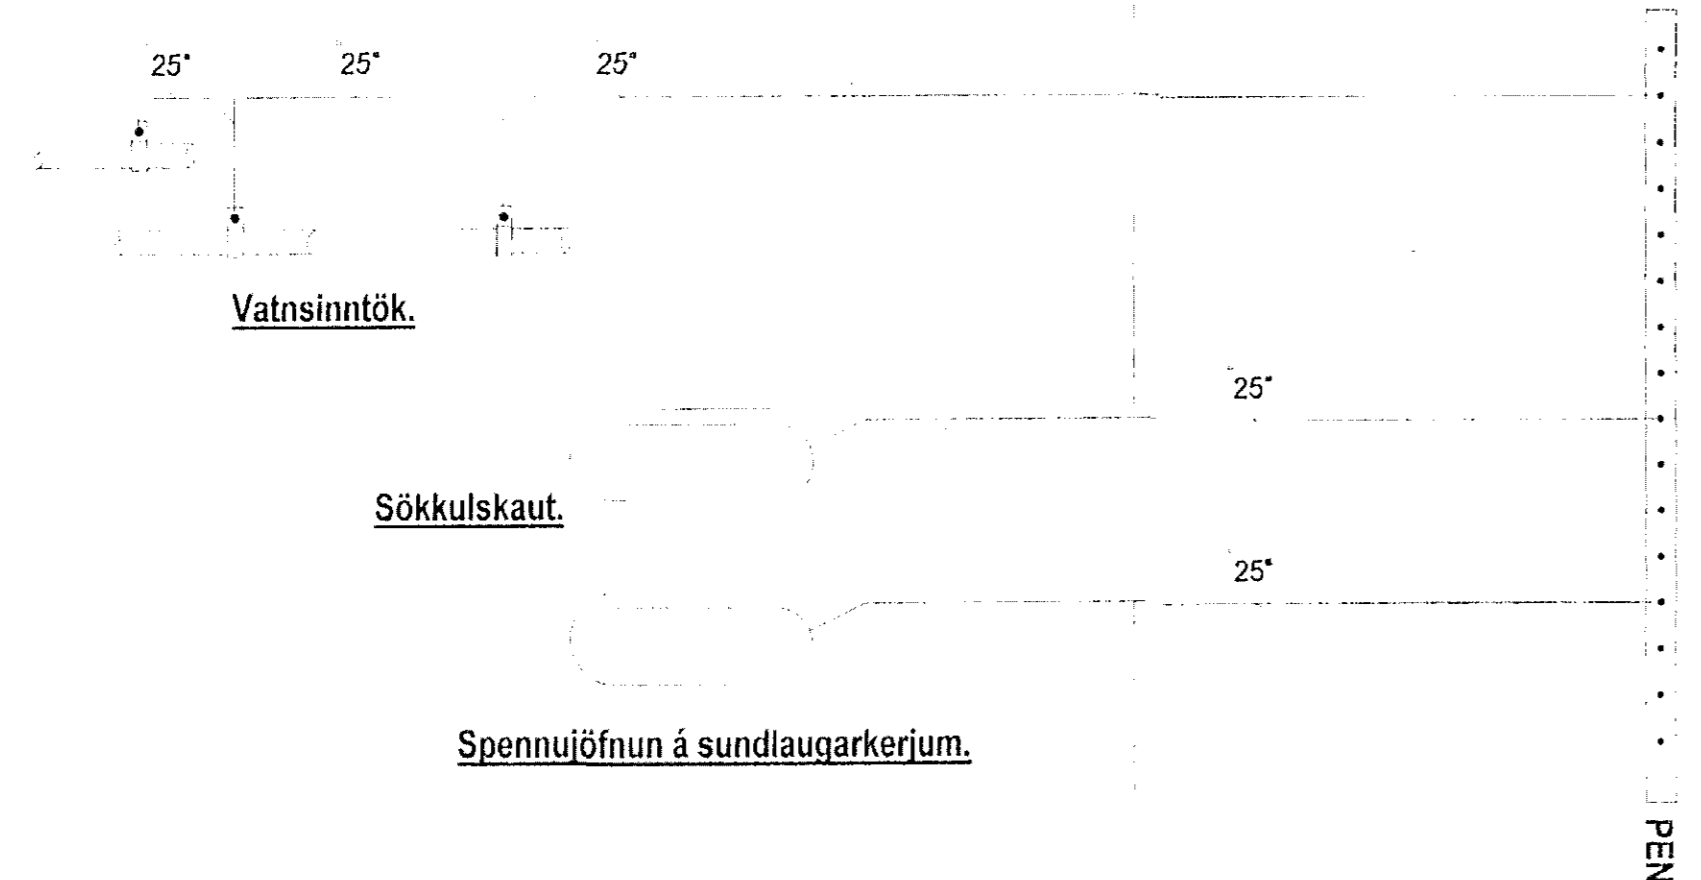 25▪ 25▪ 25▪
Vatnsinntök.
25▪
Sökkulskaut.
25▪
Spennujöfnun á sundlaugarkerjum.
PEN